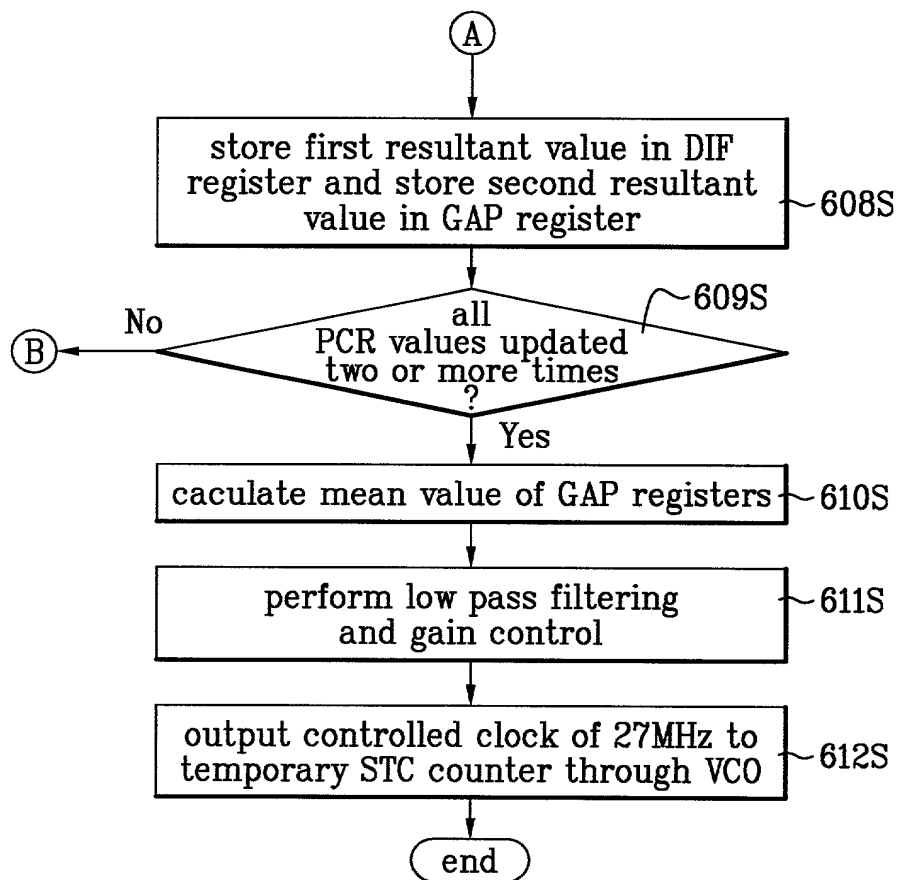 A
store first resultant value in DIF
register and store second resultant
value in GAP register
608S
609S
all
PCR values updated
two or more times
?
No
B
Yes
caculate mean value of GAP registers
610S
perform low pass filtering
and gain control
611S
output controlled clock of 27MHz to
temporary STC counter through VCO
612S
end